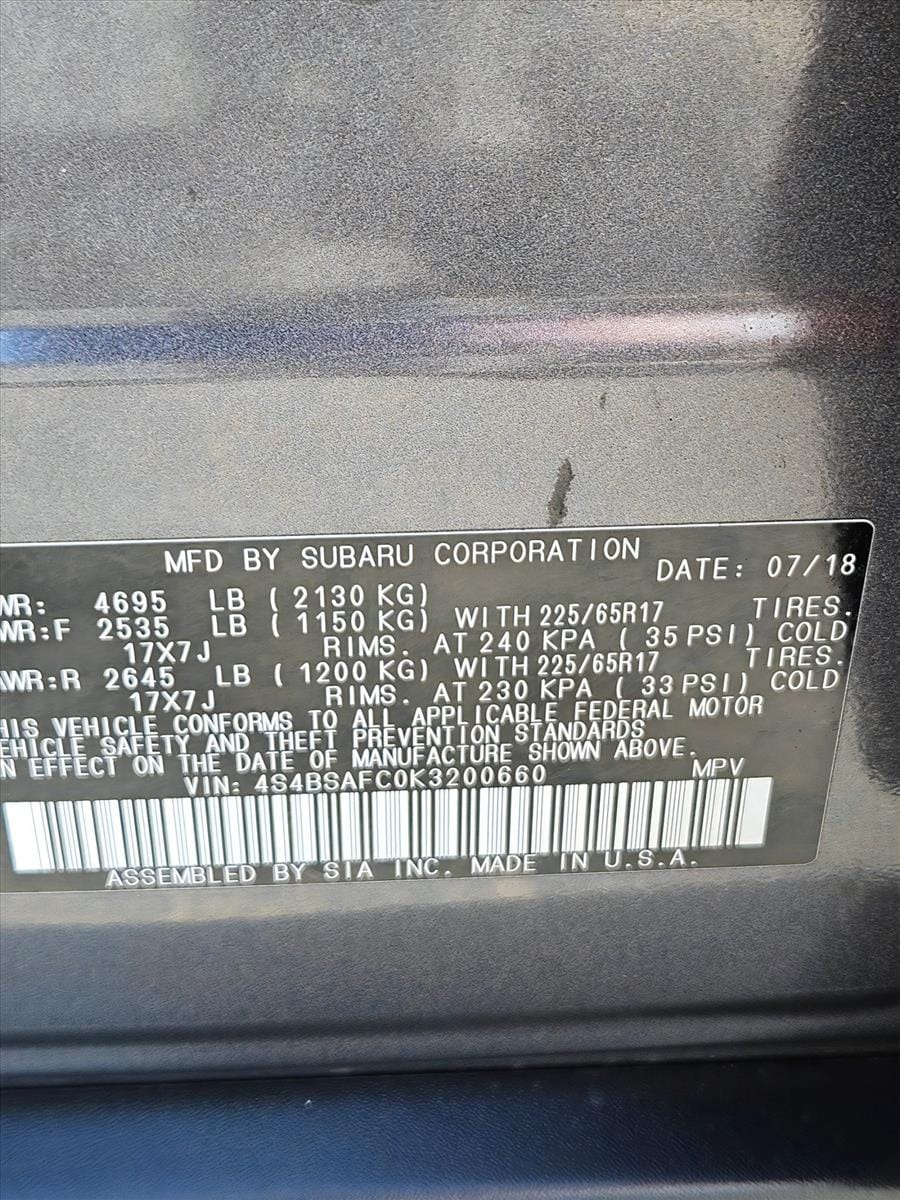 MFD BY SUBARU CORPORATION DATE: 07/18
WR: 4695 LB ( 2130 KG)
WR:F 2535 LB ( 1150 KG) WITH 225/65R17 TIRES.
17X7J RIMS. AT 240 KPA ( 35 PSI) COLD
AWR:R 2645 LB ( 1200 KG) WITH 225/65R17 TIRES.
17X7J RIMS. AT 230 KPA ( 33 PSI) COLD
HIS VEHICLE CONFORMS TO ALL APPLICABLE FEDERAL MOTOR
EHICLE SAFETY AND THEFT PREVENTION STANDARDS
N EFFECT ON THE DATE OF MANUFACTURE SHOWN ABOVE.
VIN: 4S4BSAFC0K3200660 MPV
ASSEMBLED BY SIA INC. MADE IN U.S.A.